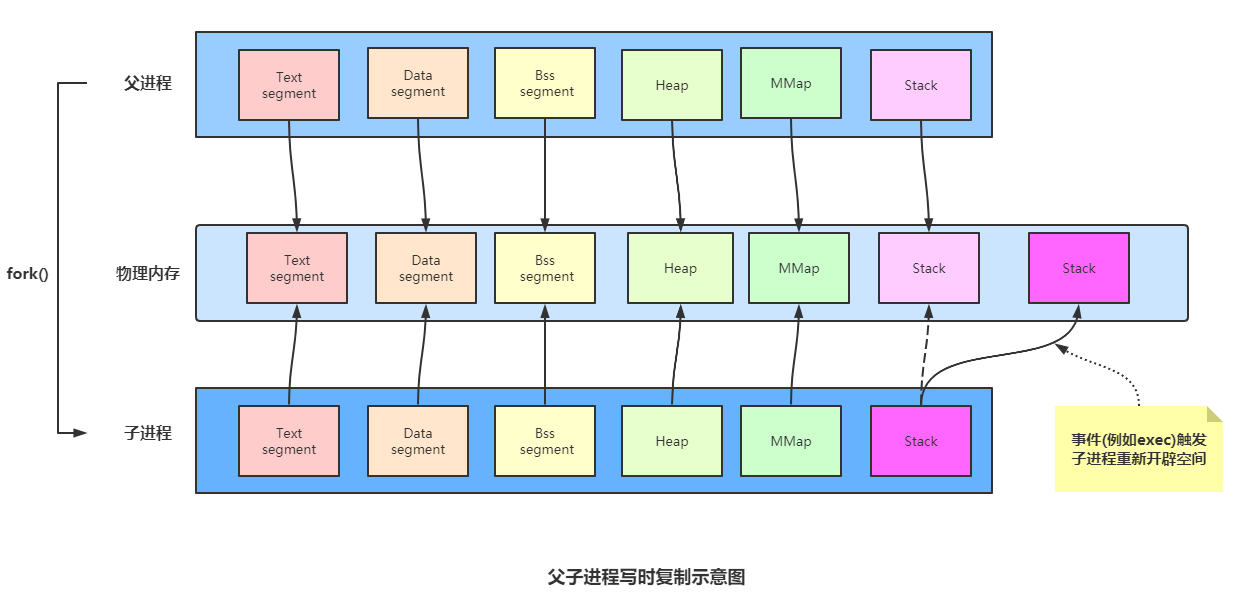 父进程
Text
segment
Data
segment
Bss
segment
Heap
MMap
Stack
fork()
物理内存
Text
segment
Data
segment
Bss
segment
Heap
MMap
Stack
Stack
子进程
Text
segment
Data
segment
Bss
segment
Heap
MMap
Stack
事件(例如exec)触发
子进程重新开辟空间
父子进程写时复制示意图